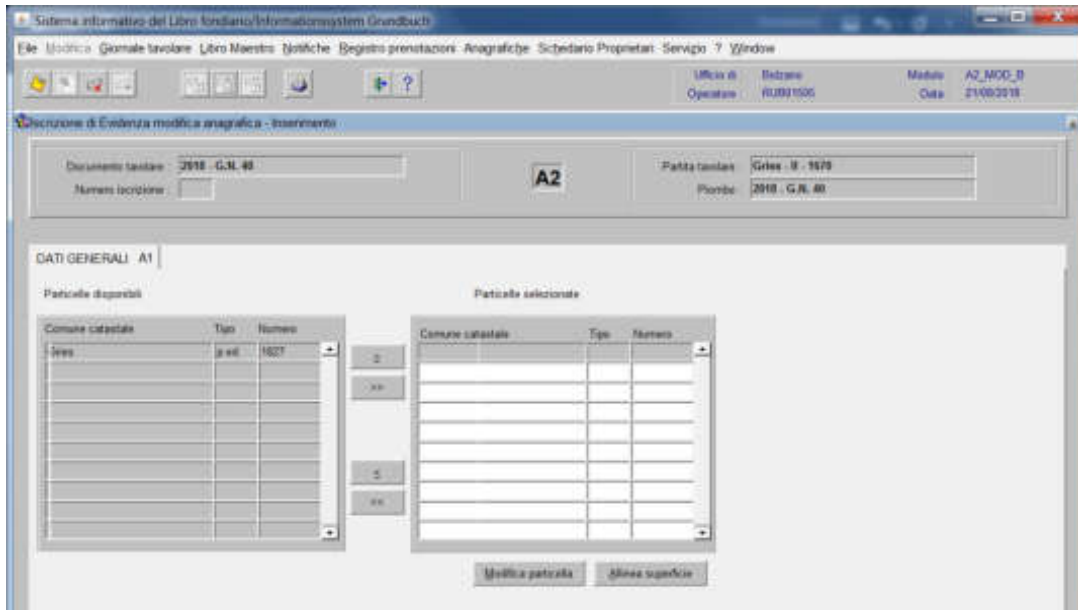 Sistema informativo del Libro fondiario/Informationssystem Grundbuch
File Modifica Giornale tavolare Libro Maestro Notifiche Registro prenotazioni Anagrafiche Schedario Proprietari Servizio ? Window
Ufficio di Bolzano Modulo A2_MOD_B
Operatore Data 21/08/2018
Iscrizione di Evidenza modifica anagrafica - Inserimento
Documento tavolare : 2018 - G.N. 40
Numero iscrizione :
A2
Partita tavolare : Gries - II - 1670
Piombo : 2018 - G.N. 40
DATI GENERALI A1
Particelle disponibili
Particelle selezionate
Comune catastale Tipo Numero
Gries p.ed. 1627
Comune catastale Tipo Numero
>
>>
<
<<
Modifica particella
Allinea superficie